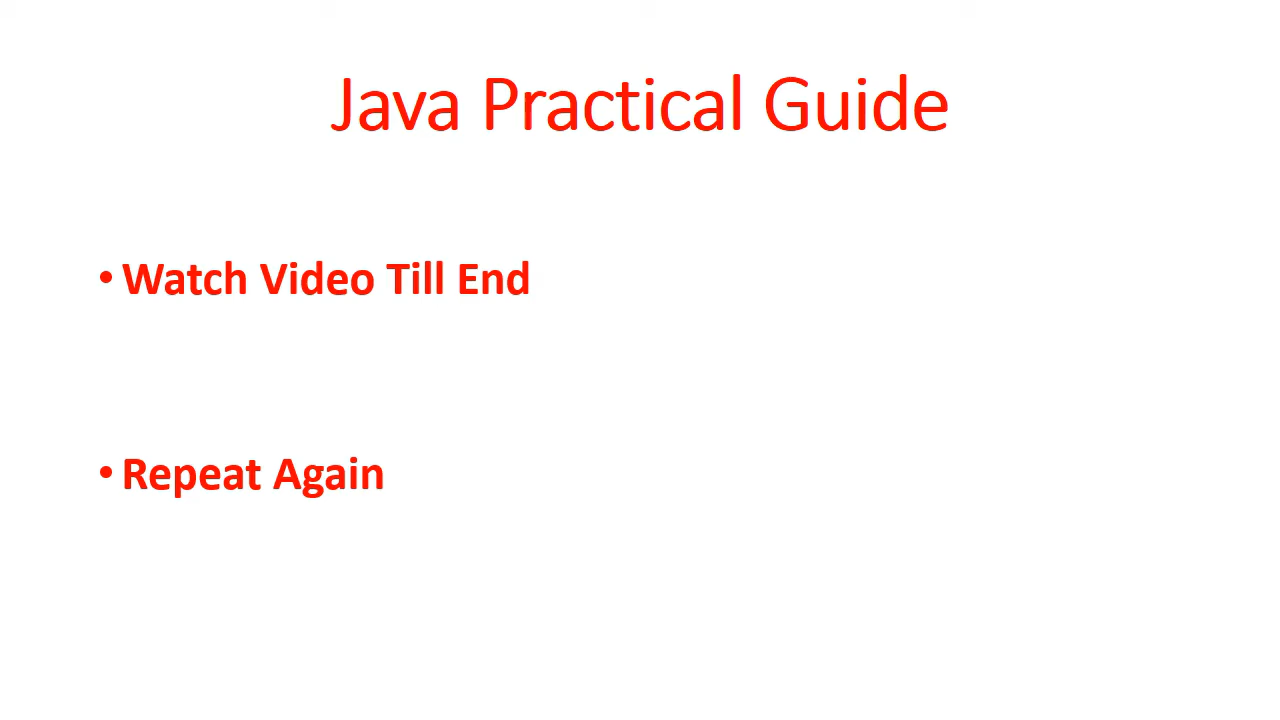 Java Practical Guide
• Watch Video Till End
• Repeat Again